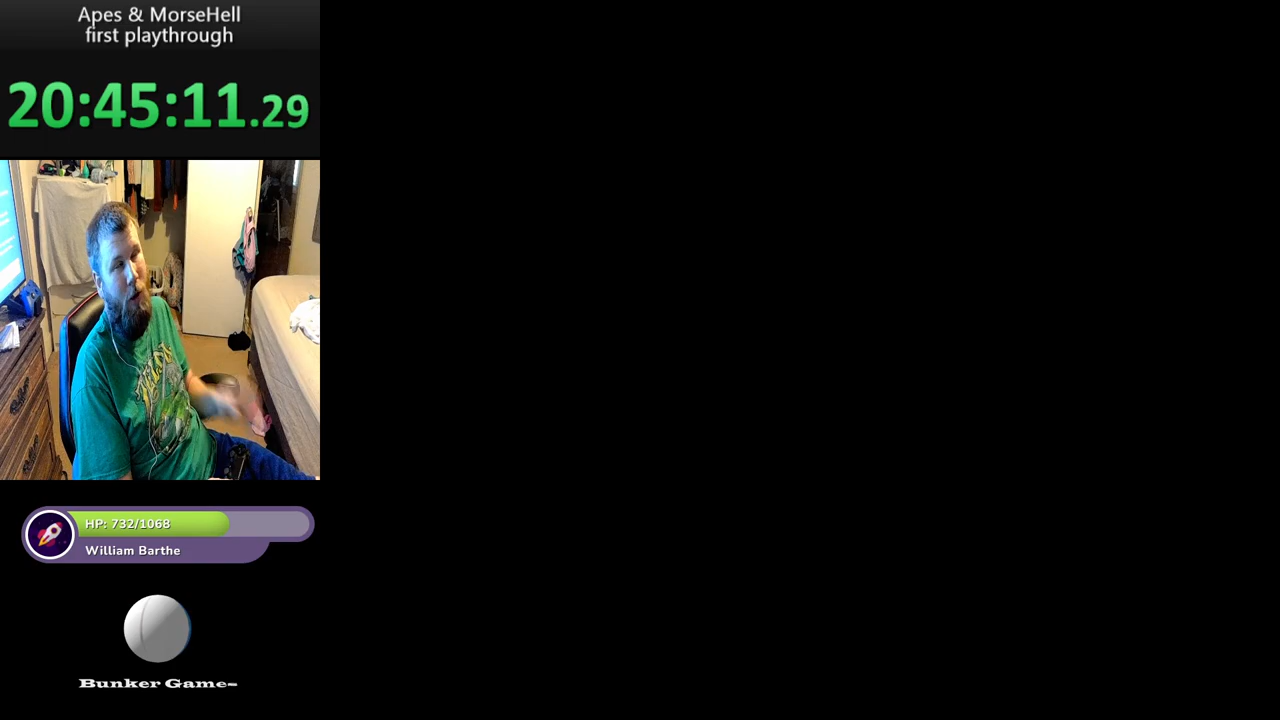 Apes & MorseHell
first playthrough
20:45:11.29
HP: 732/1068
William Barthe
Bunker Game-